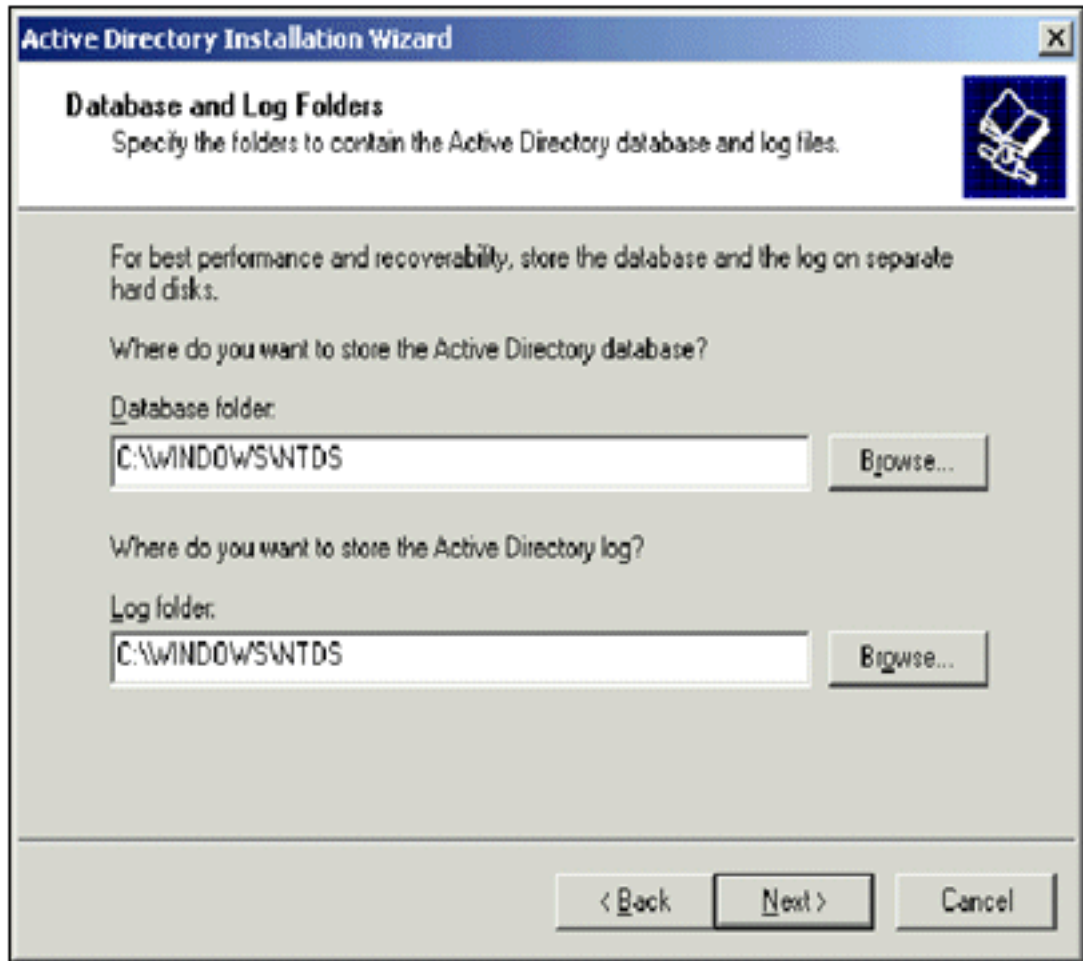 Active Directory Installation Wizard
Database and Log Folders
Specify the folders to contain the Active Directory database and log files.
For best performance and recoverability, store the database and the log on separate
hard disks.
Where do you want to store the Active Directory database?
Database folder:
C:\WINDOWS\NTDS
Browse...
Where do you want to store the Active Directory log?
Log folder:
C:\WINDOWS\NTDS
Browse...
< Back
Next >
Cancel